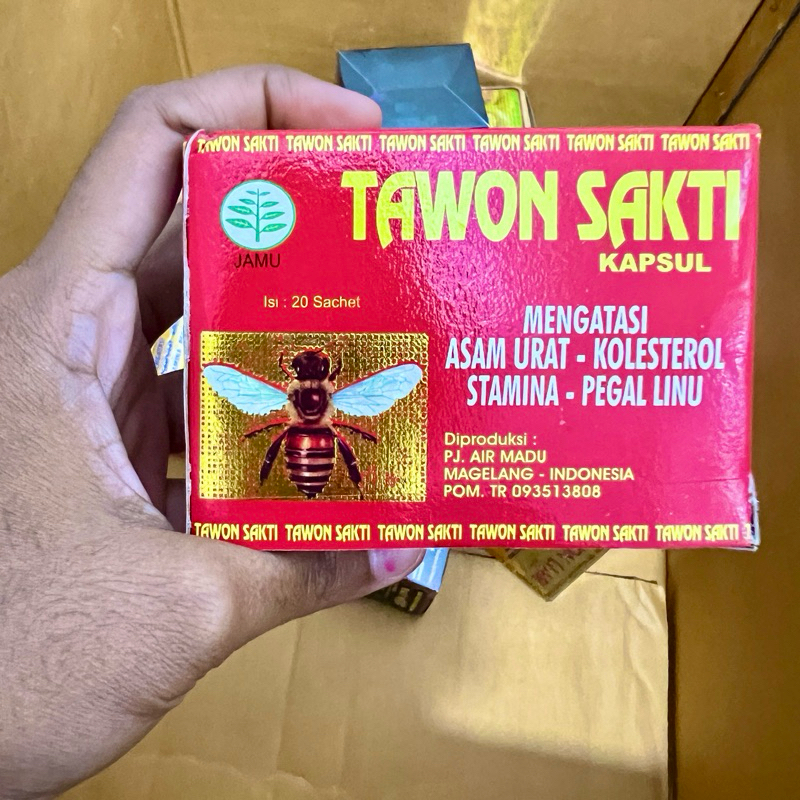 TAWON SAKTI TAWON SAKTI TAWON SAKTI TAWON SAKTI TAWON SAKTI TAWON SAKTI
TAWON SAKTI
KAPSUL
JAMU
Isi : 20 Sachet
MENGATASI
ASAM URAT - KOLESTEROL
STAMINA - PEGAL LINU
Diproduksi :
PJ. AIR MADU
MAGELANG - INDONESIA
POM. TR 093513808
TAWON SAKTI TAWON SAKTI TAWON SAKTI TAWON SAKTI TAWON SAKTI TAWON SAKTI